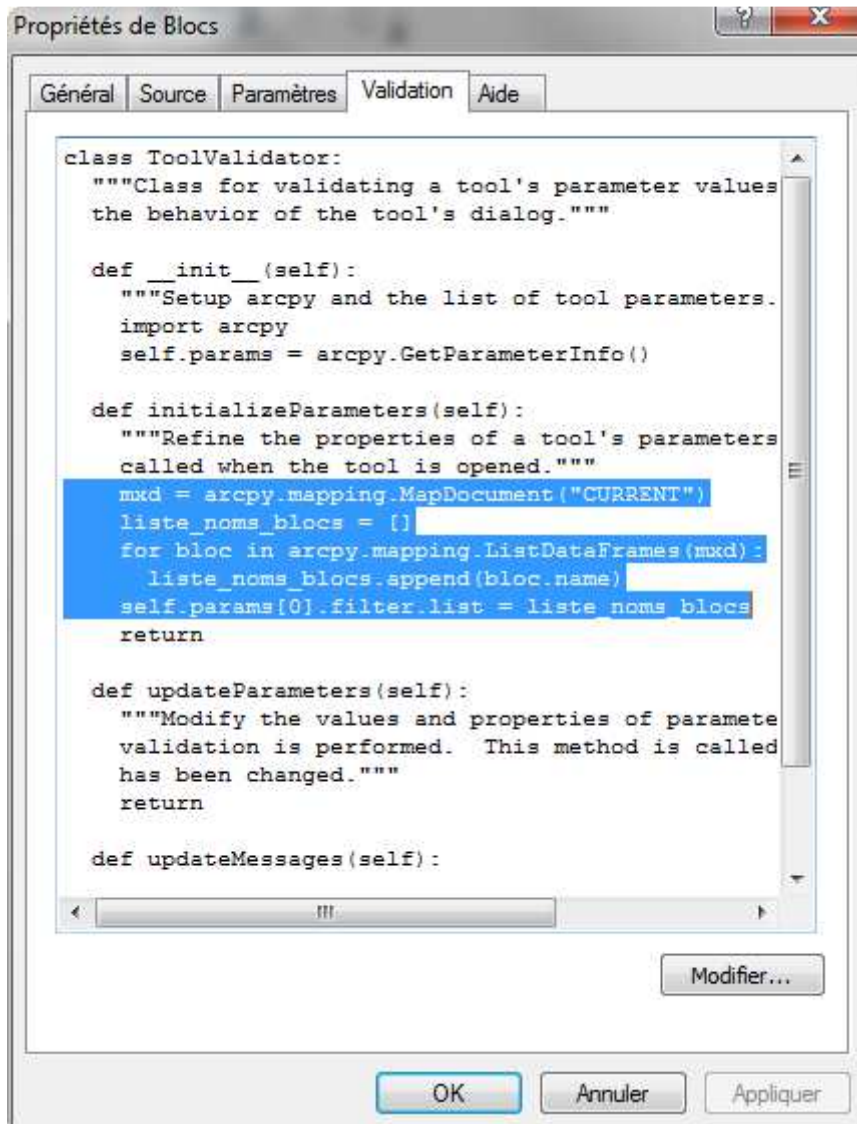 Propriétés de Blocs
Général Source Paramètres Validation Aide
class ToolValidator:
  """Class for validating a tool's parameter values
  the behavior of the tool's dialog."""
  def __init__(self):
    """Setup arcpy and the list of tool parameters.
    import arcpy
    self.params = arcpy.GetParameterInfo()
  def initializeParameters(self):
    """Refine the properties of a tool's parameters
    called when the tool is opened."""
    mxd = arcpy.mapping.MapDocument("CURRENT")
    liste_noms_blocs = []
    for bloc in arcpy.mapping.ListDataFrames(mxd):
      liste_noms_blocs.append(bloc.name)
    self.params[0].filter.list = liste_noms_blocs
    return
  def updateParameters(self):
    """Modify the values and properties of paramete
    validation is performed.  This method is called
    has been changed."""
    return
  def updateMessages(self):
Modifier...
OK Annuler Appliquer